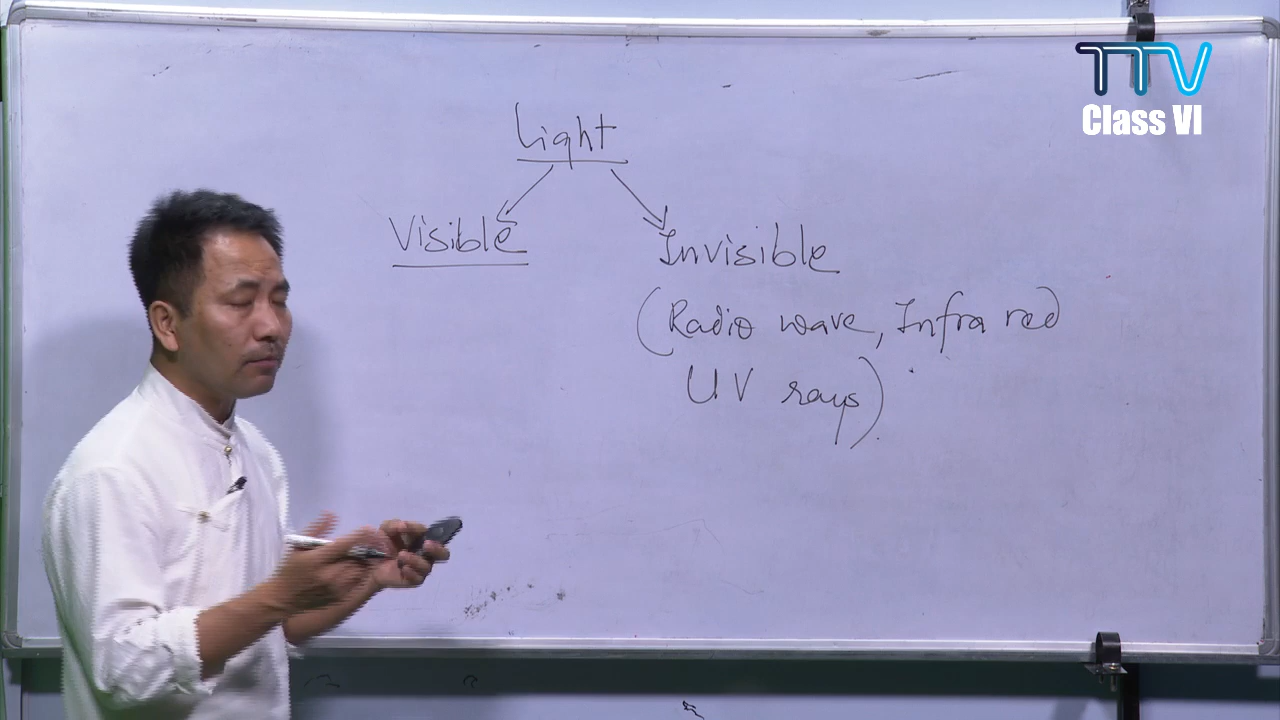 TTV
Class VI
Light
Visible
Invisible
(Radio wave, Infra red
UV rays)